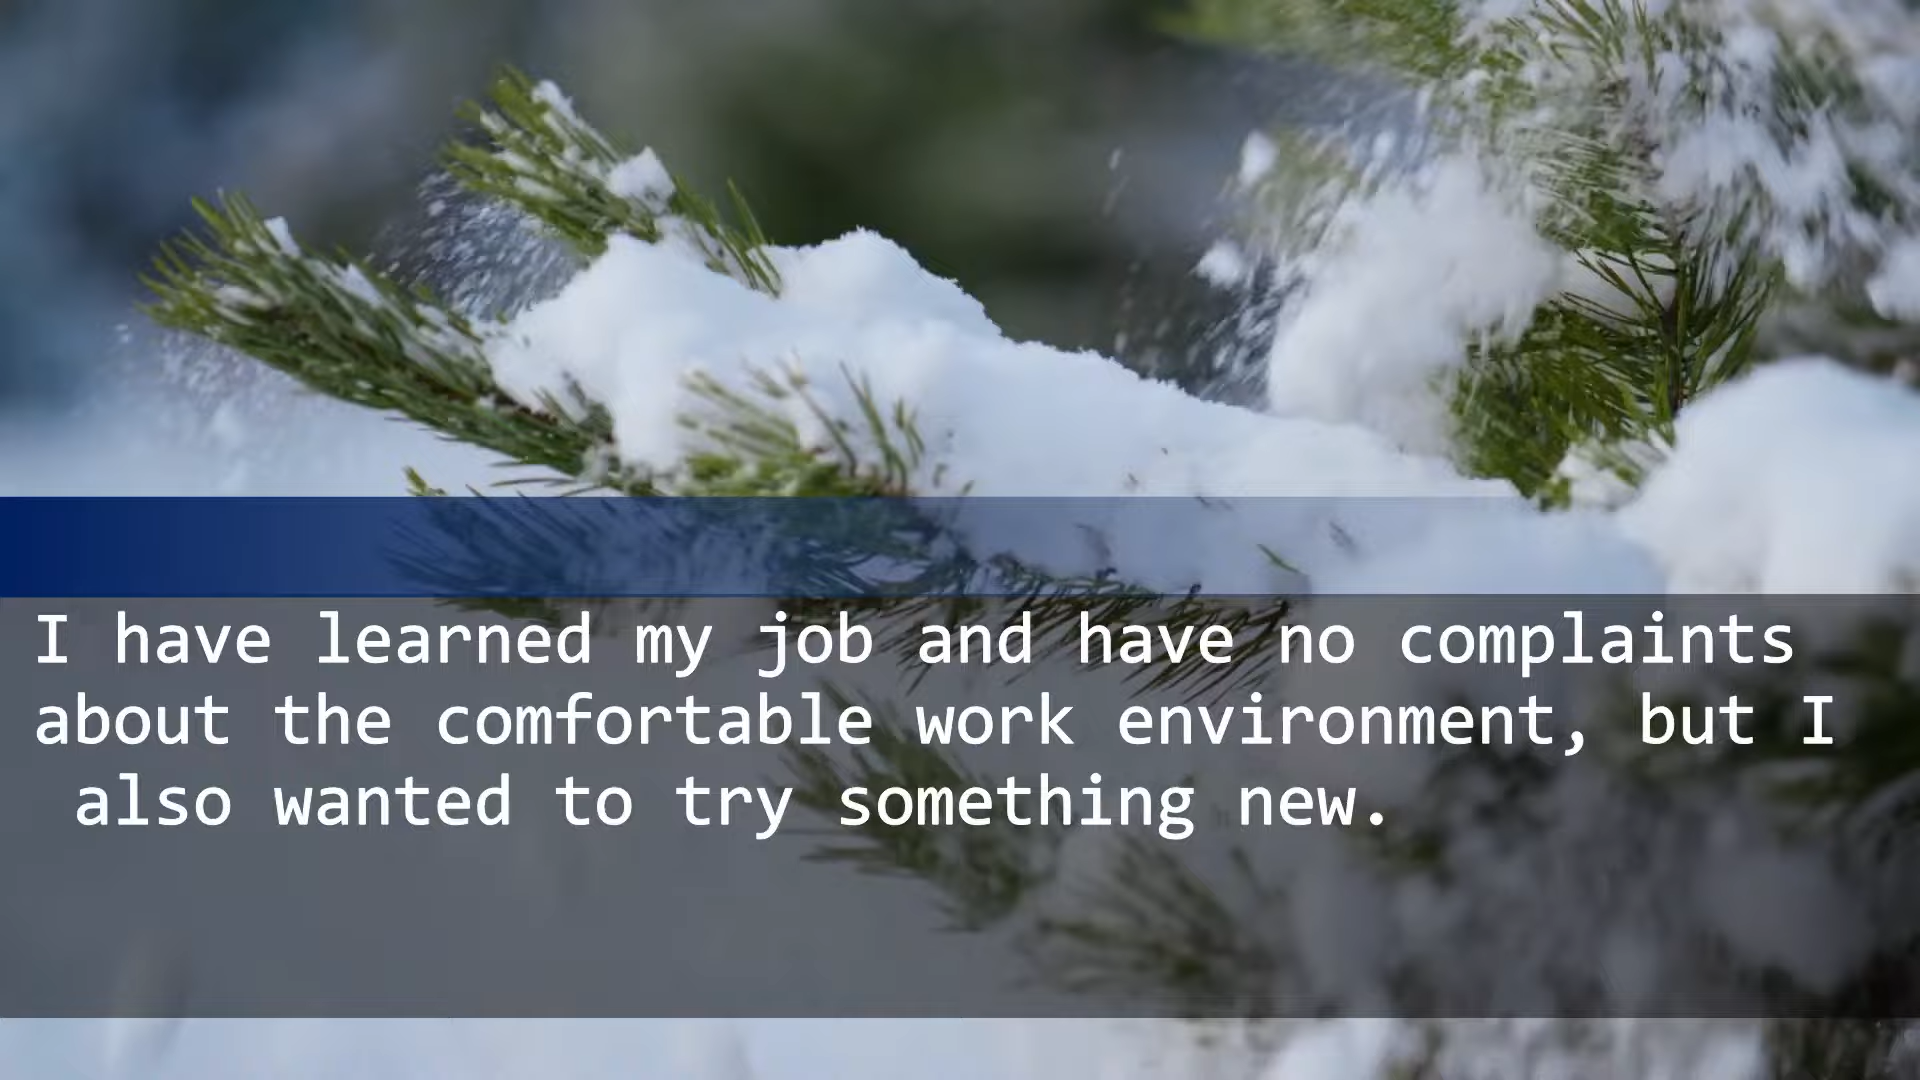 I have learned my job and have no complaints
about the comfortable work environment, but I
also wanted to try something new.